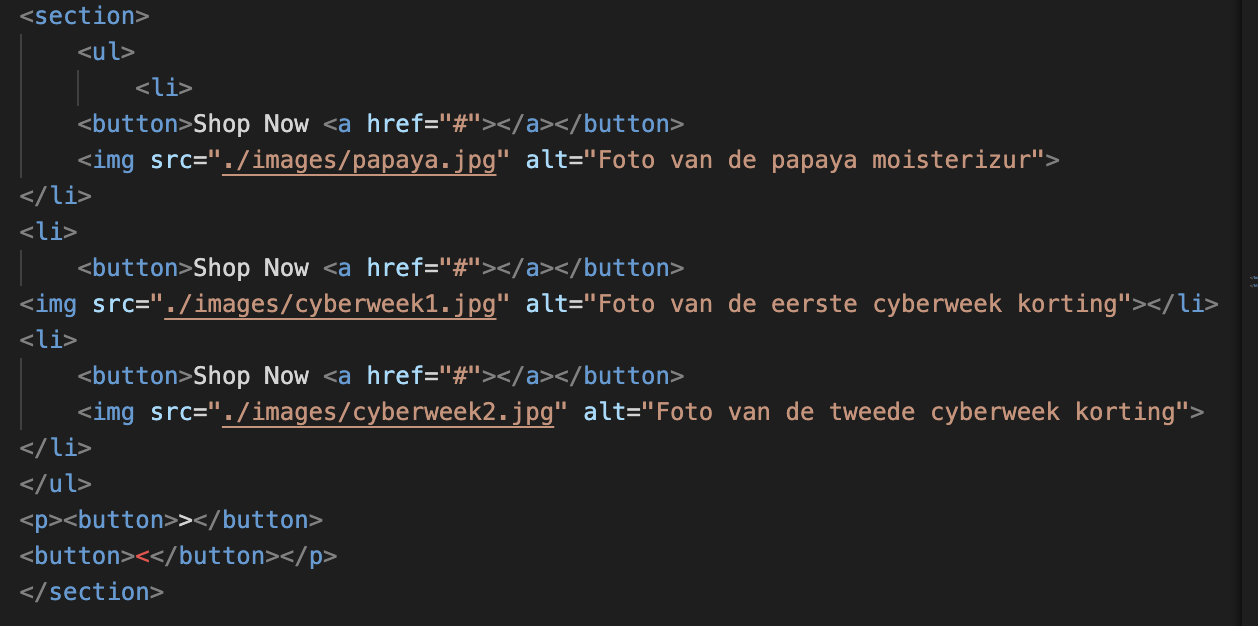 <section>
<ul>
<li>
<button>Shop Now <a href="#"></a></button>
<img src="./images/papaya.jpg" alt="Foto van de papaya moisterizur">
</li>
<li>
<button>Shop Now <a href="#"></a></button>
<img src="./images/cyberweek1.jpg" alt="Foto van de eerste cyberweek korting"></li>
<li>
<button>Shop Now <a href="#"></a></button>
<img src="./images/cyberweek2.jpg" alt="Foto van de tweede cyberweek korting">
</li>
</ul>
<p><button>></button>
<button><</button></p>
</section>